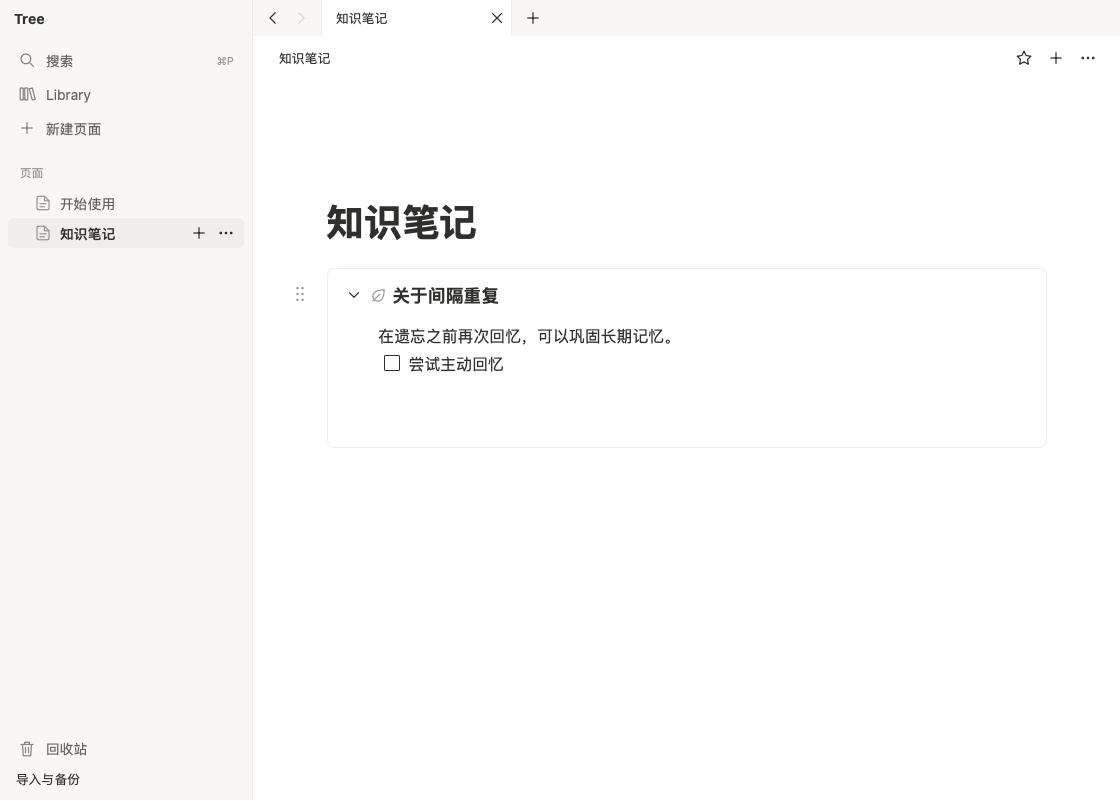 Tree
搜索 ⌘P
Library
新建页面
页面
开始使用
知识笔记
回收站
导入与备份
知识笔记
知识笔记
知识笔记
关于间隔重复
在遗忘之前再次回忆，可以巩固长期记忆。
尝试主动回忆